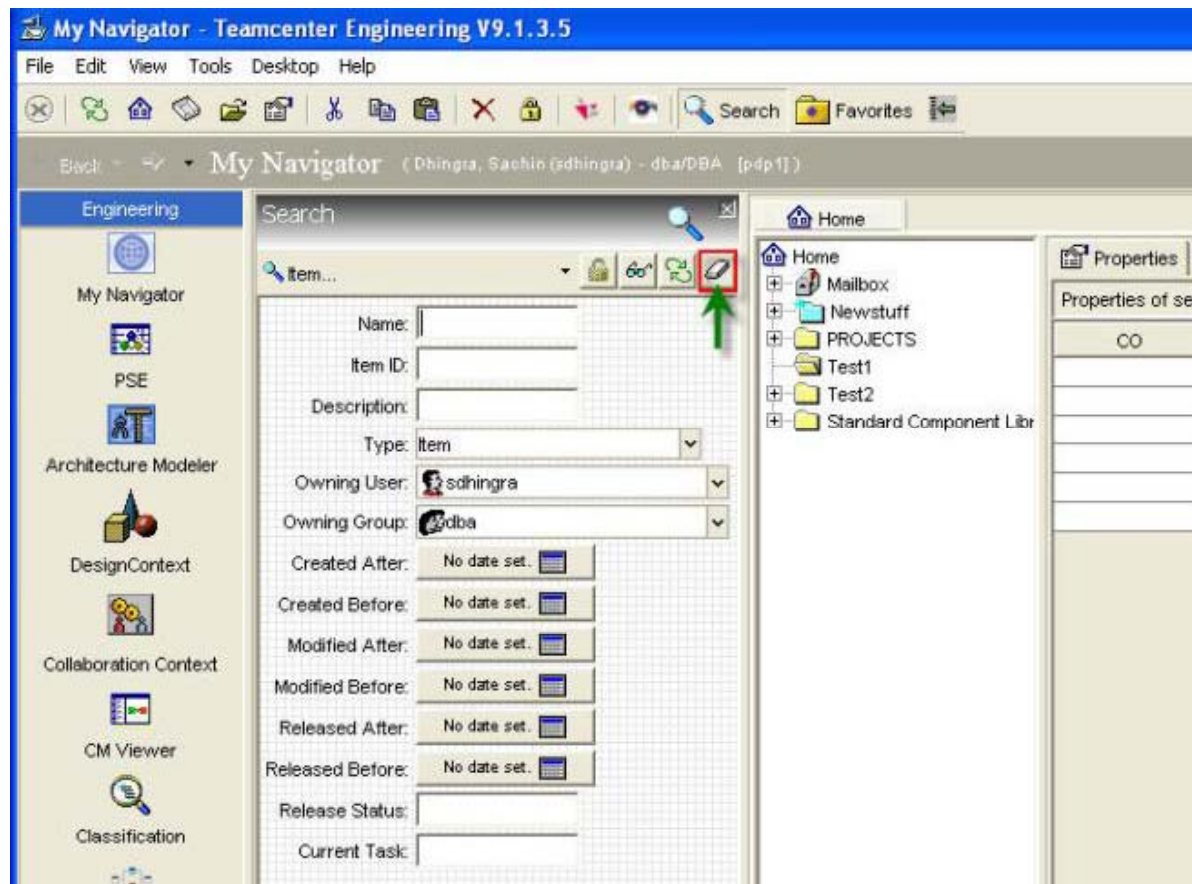 My Navigator - Teamcenter Engineering V9.1.3.5
File Edit View Tools Desktop Help
Search Favorites
Back My Navigator ( Dhingra, Sachin (sdhingra) - dba/DBA [pdp1] )
Engineering
My Navigator
PSE
Architecture Modeler
DesignContext
Collaboration Context
CM Viewer
Classification
Search
Item...
Name:
Item ID:
Description:
Type: Item
Owning User: sdhingra
Owning Group: dba
Created After: No date set.
Created Before: No date set.
Modified After: No date set.
Modified Before: No date set.
Released After: No date set.
Released Before: No date set.
Release Status:
Current Task:
Home
Home
Mailbox
Newstuff
PROJECTS
Test1
Test2
Standard Component Libr
Properties
Properties of se
CO